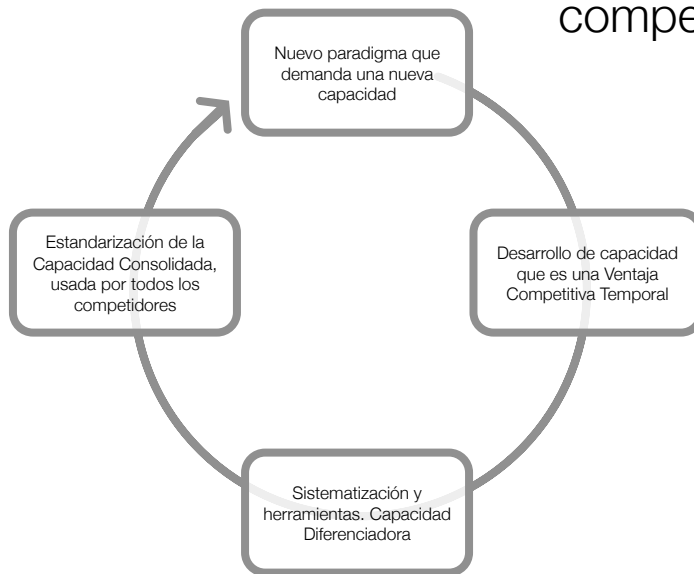 compe
Nuevo paradigma que
demanda una nueva
capacidad
Estandarización de la
Capacidad Consolidada,
usada por todos los
competidores
Desarrollo de capacidad
que es una Ventaja
Competitiva Temporal
Sistematización y
herramientas. Capacidad
Diferenciadora